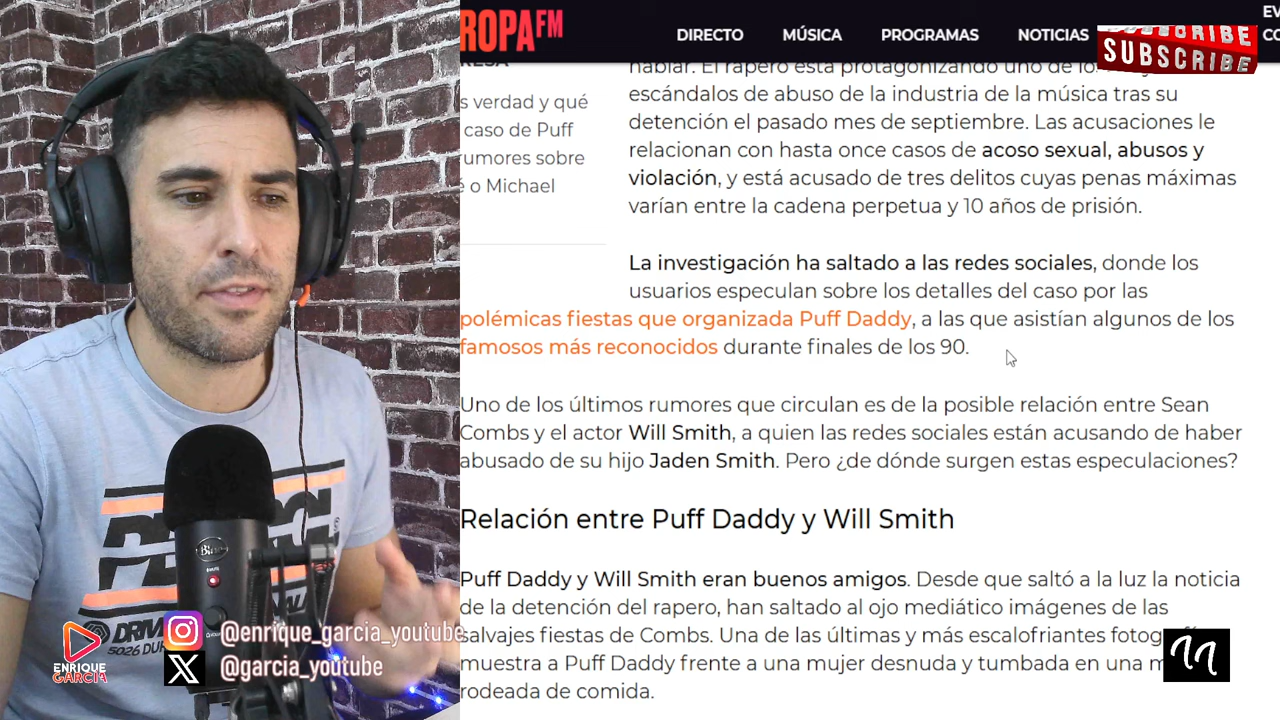 ROPA FM
DIRECTO MÚSICA PROGRAMAS NOTICIAS
SUBSCRIBE
s verdad y qué
caso de Puff
umores sobre
o Michael
hablar. El rapero está protagonizando uno de
escándalos de abuso de la industria de la música tras su
detención el pasado mes de septiembre. Las acusaciones le
relacionan con hasta once casos de acoso sexual, abusos y
violación, y está acusado de tres delitos cuyas penas máximas
varían entre la cadena perpetua y 10 años de prisión.
La investigación ha saltado a las redes sociales, donde los
usuarios especulan sobre los detalles del caso por las
polémicas fiestas que organizada Puff Daddy, a las que asistían algunos de los
famosos más reconocidos durante finales de los 90.
Uno de los últimos rumores que circulan es de la posible relación entre Sean
Combs y el actor Will Smith, a quien las redes sociales están acusando de haber
abusado de su hijo Jaden Smith. Pero ¿de dónde surgen estas especulaciones?
Relación entre Puff Daddy y Will Smith
Puff Daddy y Will Smith eran buenos amigos. Desde que saltó a la luz la noticia
de la detención del rapero, han saltado al ojo mediático imágenes de las
salvajes fiestas de Combs. Una de las últimas y más escalofriantes
muestra a Puff Daddy frente a una mujer desnuda y tumbada en una
rodeada de comida.
Blue
ENRIQUE
GARCIA
@enrique_garcia_youtube
@garcia_youtube